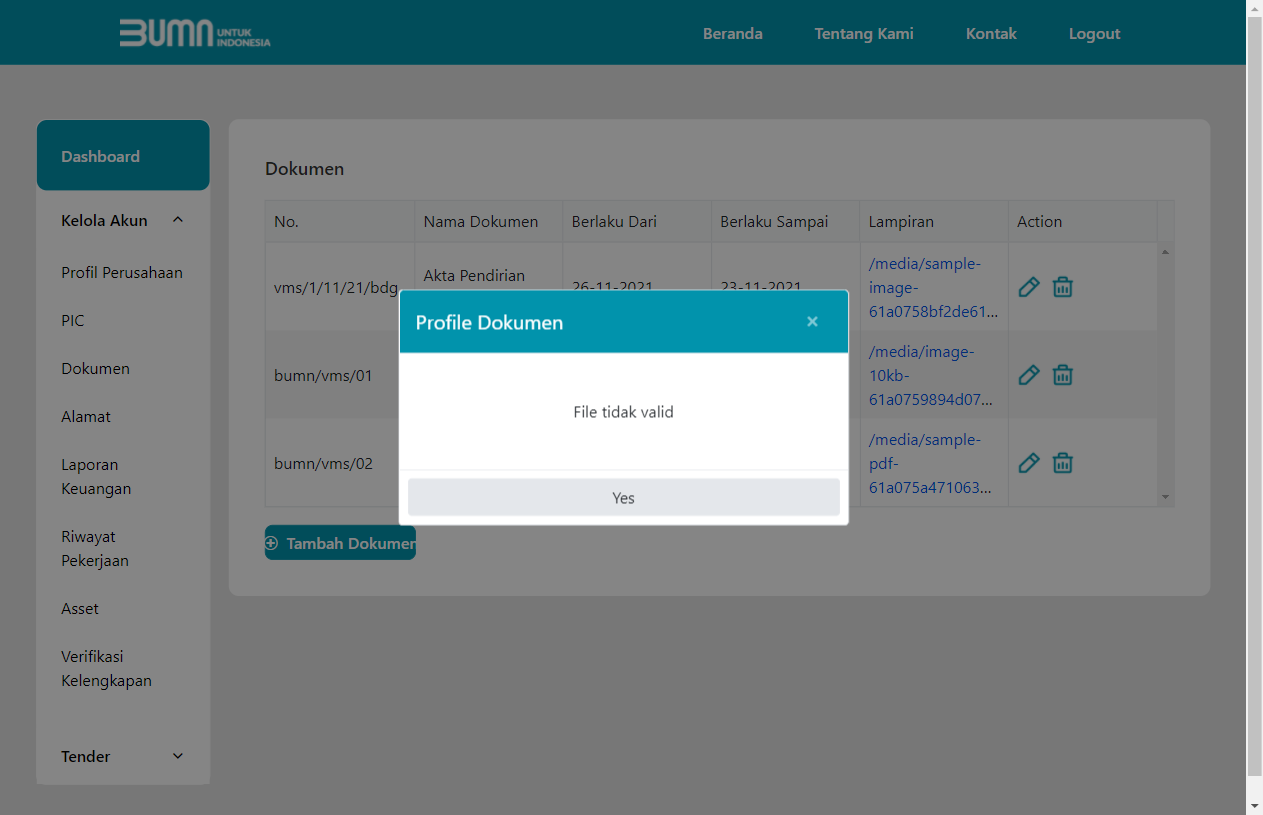 BUMN UNTUK INDONESIA
Beranda
Tentang Kami
Kontak
Logout
Dashboard
Kelola Akun
Profil Perusahaan
PIC
Dokumen
Alamat
Laporan
Keuangan
Riwayat
Pekerjaan
Asset
Verifikasi
Kelengkapan
Tender
Dokumen
No.
Nama Dokumen
Berlaku Dari
Berlaku Sampai
Lampiran
Action
vms/1/11/21/bdg
Akta Pendirian
26-11-2021
23-11-2021
/media/sample-
image-
61a0758bf2de61...
bumn/vms/01
/media/image-
10kb-
61a0759894d07...
bumn/vms/02
/media/sample-
pdf-
61a075a471063...
Tambah Dokumen
Profile Dokumen
×
File tidak valid
Yes